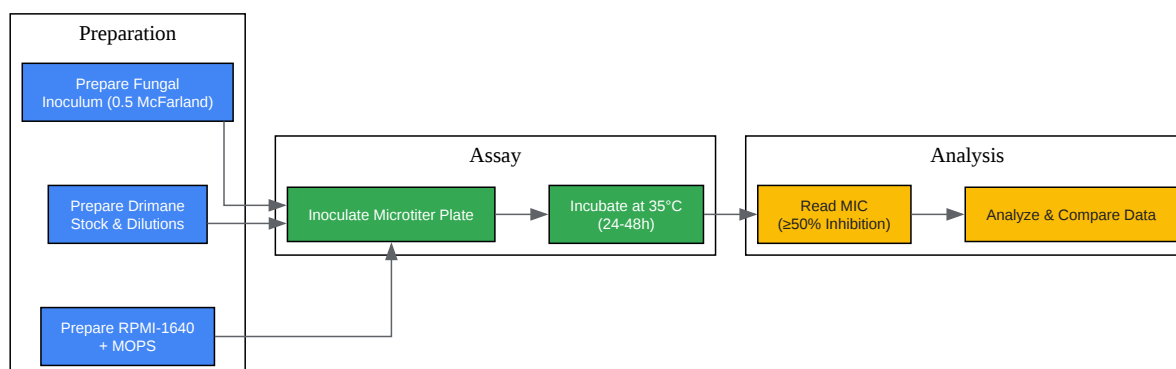 Preparation
Prepare Fungal
Inoculum (0.5 McFarland)
Prepare Drimane
Stock & Dilutions
Prepare RPMI-1640
+ MOPS
Assay
Inoculate Microtiter Plate
Incubate at 35°C
(24-48h)
Analysis
Read MIC
(≥50% Inhibition)
Analyze & Compare Data